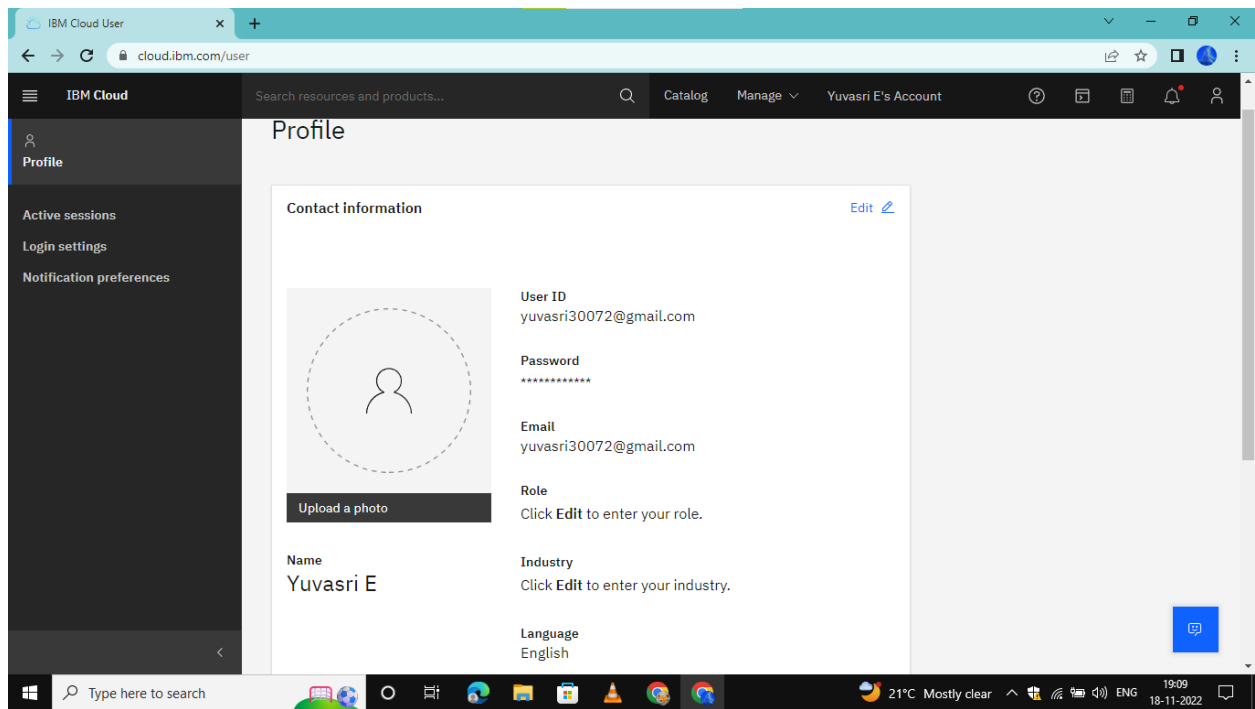 IBM Cloud User
cloud.ibm.com/user
IBM Cloud
Search resources and products...
Catalog
Manage
Yuvasri E's Account
Profile
Profile
Active sessions
Login settings
Notification preferences
Contact information
Edit
User ID
yuvasri30072@gmail.com
Password
************
Email
yuvasri30072@gmail.com
Role
Click Edit to enter your role.
Upload a photo
Name
Yuvasri E
Industry
Click Edit to enter your industry.
Language
English
Type here to search
21°C Mostly clear
ENG
19:09
18-11-2022